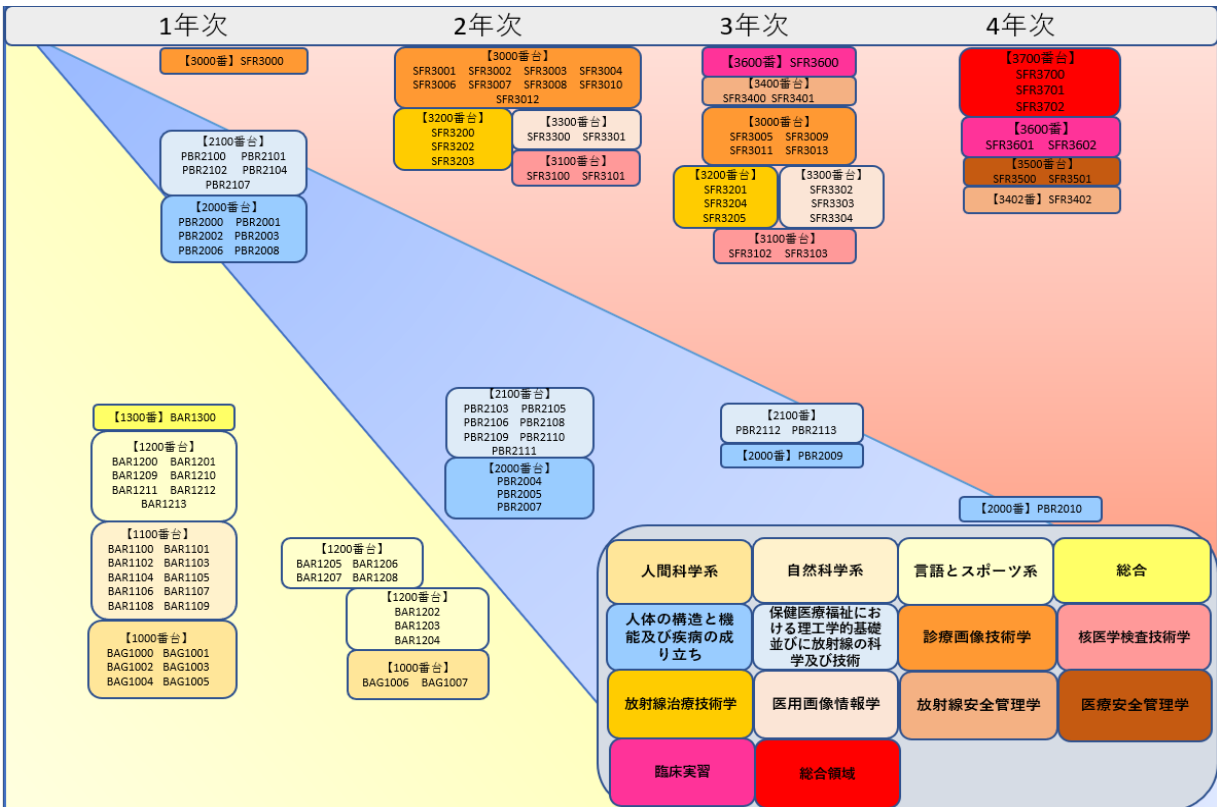 1年次
2年次
3年次
4年次
【3000番】SFR3000
【2100番台】
PBR2100 PBR2101
PBR2102 PBR2104
PBR2107
【2000番台】
PBR2000 PBR2001
PBR2002 PBR2003
PBR2006 PBR2008
【1300番】BAR1300
【1200番台】
BAR1200 BAR1201
BAR1209 BAR1210
BAR1211 BAR1212
BAR1213
【1100番台】
BAR1100 BAR1101
BAR1102 BAR1103
BAR1104 BAR1105
BAR1106 BAR1107
BAR1108 BAR1109
【1000番台】
BAG1000 BAG1001
BAG1002 BAG1003
BAG1004 BAG1005
【3000番台】
SFR3001 SFR3002 SFR3003 SFR3004
SFR3006 SFR3007 SFR3008 SFR3010
SFR3012
【3200番台】
SFR3200
SFR3202
SFR3203
【3300番台】
SFR3300 SFR3301
【3100番台】
SFR3100 SFR3101
【2100番台】
PBR2103 PBR2105
PBR2106 PBR2108
PBR2109 PBR2110
PBR2111
【2000番台】
PBR2004
PBR2005
PBR2007
【1200番台】
BAR1205 BAR1206
BAR1207 BAR1208
【1200番台】
BAR1202
BAR1203
BAR1204
【1000番台】
BAG1006 BAG1007
【3600番】SFR3600
【3400番台】
SFR3400 SFR3401
【3000番台】
SFR3005 SFR3009
SFR3011 SFR3013
【3200番台】
SFR3201
SFR3204
SFR3205
【3300番台】
SFR3302
SFR3303
SFR3304
【3100番台】
SFR3102 SFR3103
【2100番】
PBR2112 PBR2113
【2000番】PBR2009
【3700番台】
SFR3700
SFR3701
SFR3702
【3600番】
SFR3601 SFR3602
【3500番台】
SFR3500 SFR3501
【3402番】SFR3402
【2000番】PBR2010
人間科学系
自然科学系
言語とスポーツ系
総合
人体の構造と機
能及び疾病の成
り立ち
保健医療福祉にお
ける理工学的基礎
並びに放射線の科
学及び技術
診療画像技術学
核医学検査技術学
放射線治療技術学
医用画像情報学
放射線安全管理学
医療安全管理学
臨床実習
総合領域